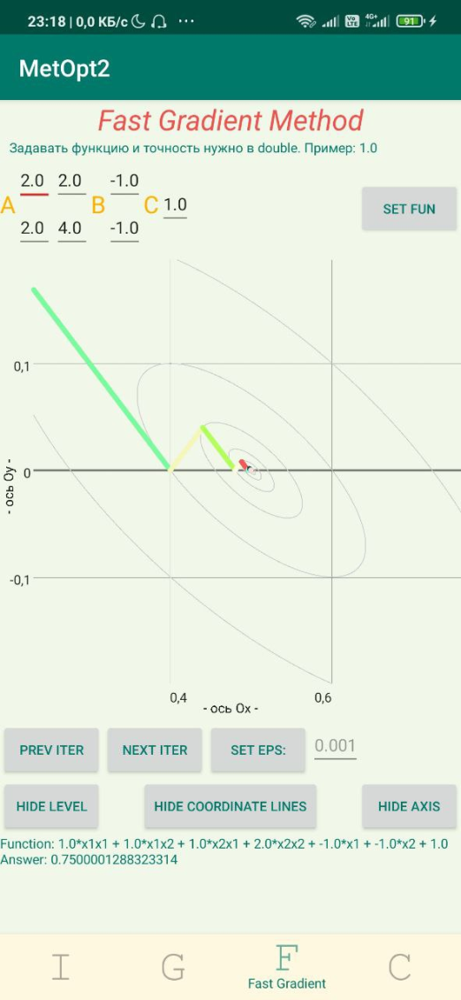 23:18 | 0,0 КБ/с ... Vo LTE 4G+ 91
MetOpt2
Fast Gradient Method
Задавать функцию и точность нужно в double. Пример: 1.0
2.0 2.0 -1.0
A B C 1.0 SET FUN
2.0 4.0 -1.0
0,1
0
-0,1
- ось Oy -
0,4 0,6
- ось Ox -
PREV ITER NEXT ITER SET EPS: 0.001
HIDE LEVEL HIDE COORDINATE LINES HIDE AXIS
Function: 1.0*x1x1 + 1.0*x1x2 + 1.0*x2x1 + 2.0*x2x2 + -1.0*x1 + -1.0*x2 + 1.0
Answer: 0.7500001288323314
I G F C
Fast Gradient